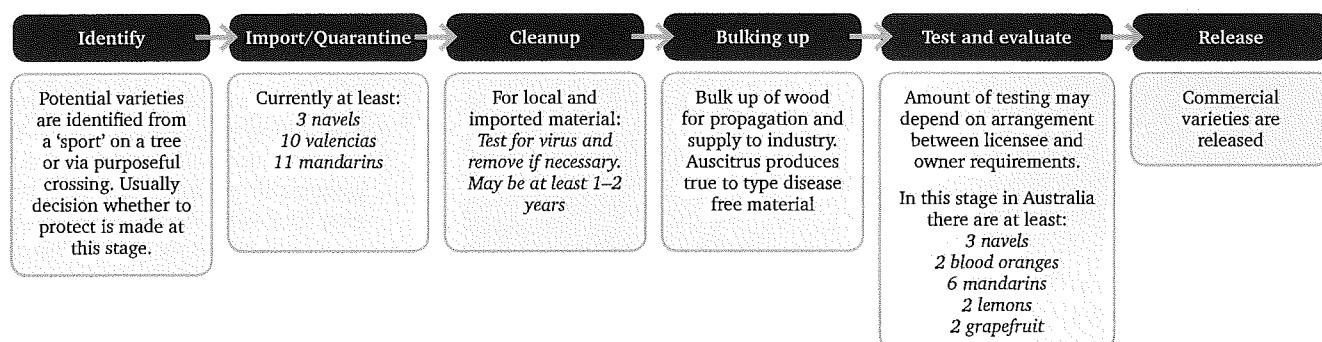 Identify
Import/Quarantine
Cleanup
Bulking up
Test and evaluate
Release
Potential varieties
are identified from
a 'sport' on a tree
or via purposeful
crossing. Usually
decision whether to
protect is made at
this stage.
Currently at least:
3 navels
10 valencias
11 mandarins
For local and
imported material:
Test for virus and
remove if necessary.
May be at least 1–2
years
Bulk up of wood
for propagation and
supply to industry.
Auscitrus produces
true to type disease
free material
Amount of testing may
depend on arrangement
between licensee and
owner requirements.
In this stage in Australia
there are at least:
3 navels
2 blood oranges
6 mandarins
2 lemons
2 grapefruit
Commercial
varieties are
released